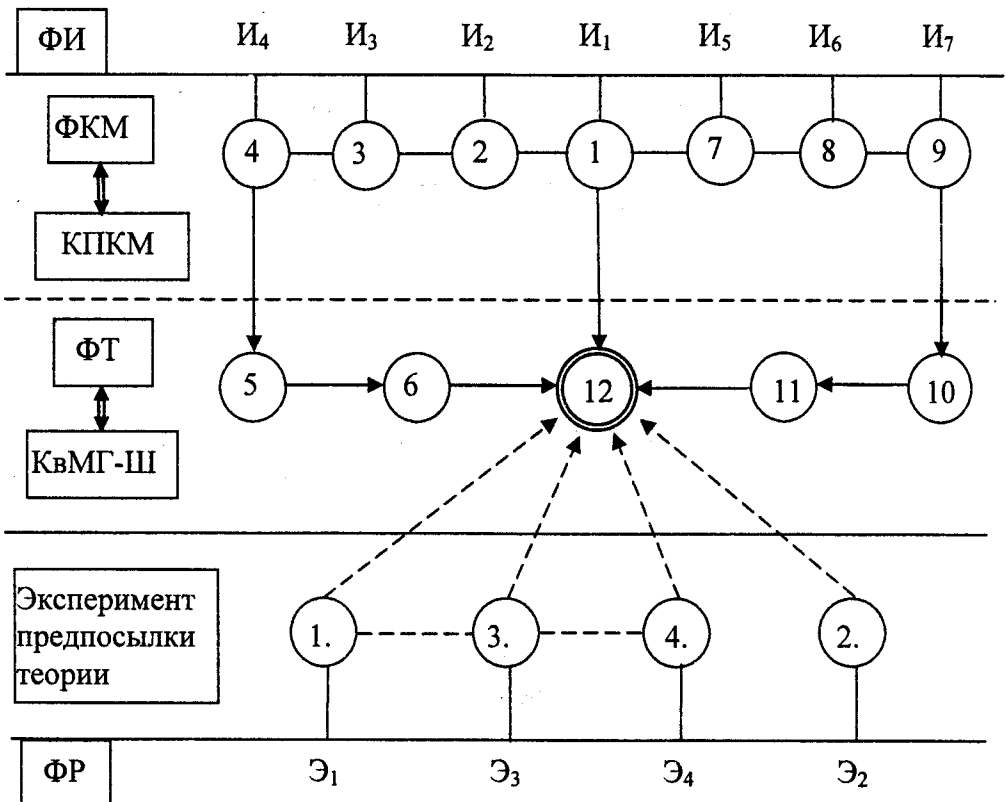 ФИ И₄ И₃ И₂ И₁ И₅ И₆ И₇
ФКМ
4 3 2 1 7 8 9
КПКМ
ФТ
5 6 12 11 10
КвМГ-Ш
Эксперимент
предпосылки
теории
1. 3. 4. 2.
ФР Э₁ Э₃ Э₄ Э₂